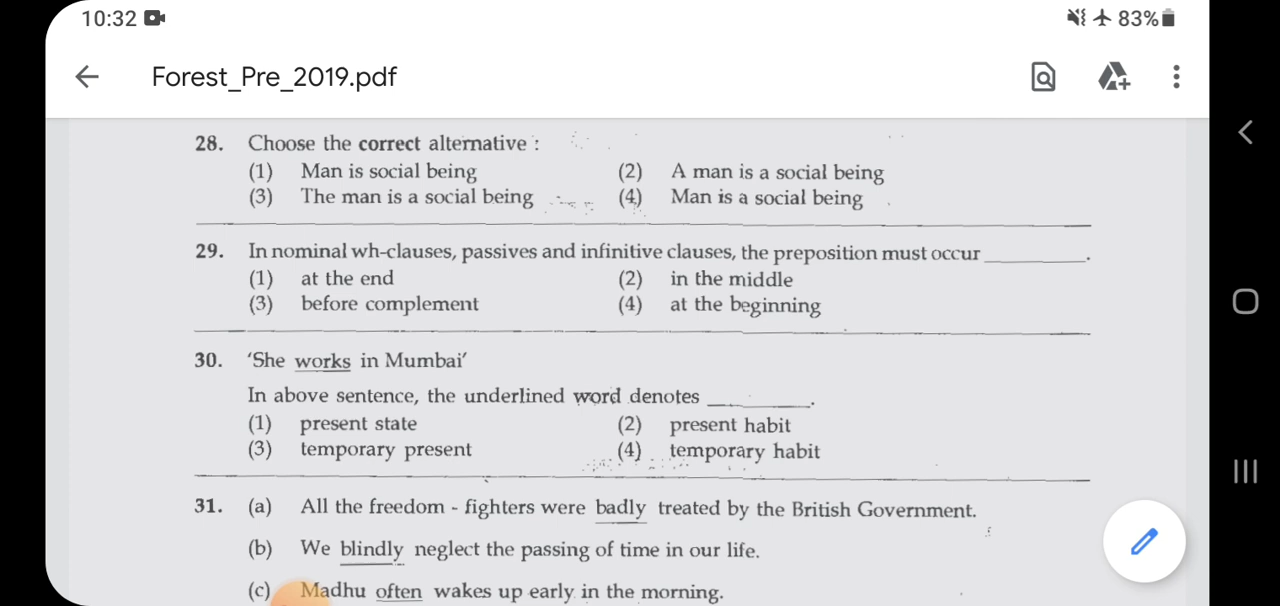 10:32 83%
Forest_Pre_2019.pdf
28. Choose the correct alternative :
(1) Man is social being (2) A man is a social being
(3) The man is a social being (4) Man is a social being
29. In nominal wh-clauses, passives and infinitive clauses, the preposition must occur ________.
(1) at the end (2) in the middle
(3) before complement (4) at the beginning
30. 'She works in Mumbai'
In above sentence, the underlined word denotes ________.
(1) present state (2) present habit
(3) temporary present (4) temporary habit
31. (a) All the freedom - fighters were badly treated by the British Government.
(b) We blindly neglect the passing of time in our life.
(c) Madhu often wakes up early in the morning.